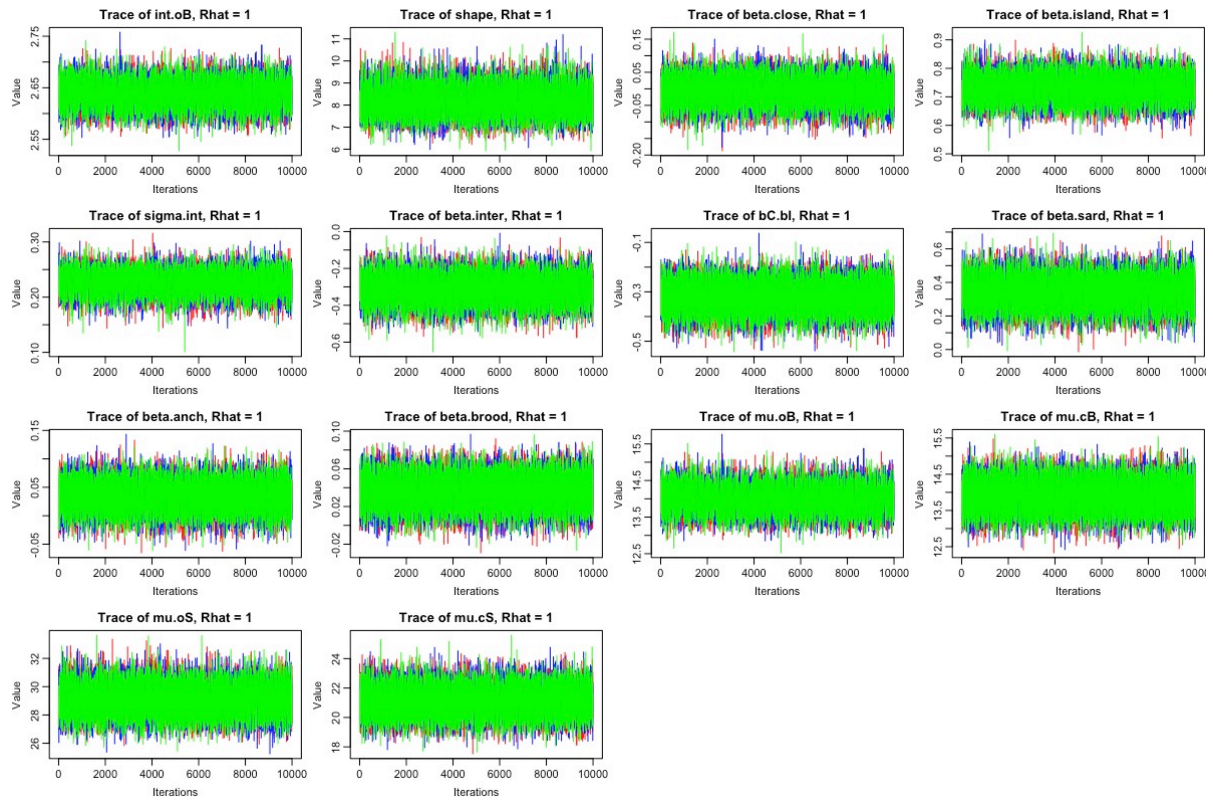 Trace of int.oB, Rhat = 1
Value
2.55 2.65 2.75
0 2000 4000 6000 8000 10000
Iterations
Trace of shape, Rhat = 1
Value
6 7 8 9 10 11
0 2000 4000 6000 8000 10000
Iterations
Trace of beta.close, Rhat = 1
Value
-0.20 -0.05 0.05 0.15
0 2000 4000 6000 8000 10000
Iterations
Trace of beta.island, Rhat = 1
Value
0.5 0.6 0.7 0.8 0.9
0 2000 4000 6000 8000 10000
Iterations
Trace of sigma.int, Rhat = 1
Value
0.10 0.20 0.30
0 2000 4000 6000 8000 10000
Iterations
Trace of beta.inter, Rhat = 1
Value
-0.6 -0.4 -0.2 0.0
0 2000 4000 6000 8000 10000
Iterations
Trace of bC.bI, Rhat = 1
Value
-0.5 -0.3 -0.1
0 2000 4000 6000 8000 10000
Iterations
Trace of beta.sard, Rhat = 1
Value
0.0 0.2 0.4 0.6
0 2000 4000 6000 8000 10000
Iterations
Trace of beta.anch, Rhat = 1
Value
-0.05 0.05 0.15
0 2000 4000 6000 8000 10000
Iterations
Trace of beta.brood, Rhat = 1
Value
-0.02 0.02 0.06 0.10
0 2000 4000 6000 8000 10000
Iterations
Trace of mu.oB, Rhat = 1
Value
12.5 13.5 14.5 15.5
0 2000 4000 6000 8000 10000
Iterations
Trace of mu.cB, Rhat = 1
Value
12.5 13.5 14.5 15.5
0 2000 4000 6000 8000 10000
Iterations
Trace of mu.oS, Rhat = 1
Value
26 28 30 32
0 2000 4000 6000 8000 10000
Iterations
Trace of mu.cS, Rhat = 1
Value
18 20 22 24
0 2000 4000 6000 8000 10000
Iterations